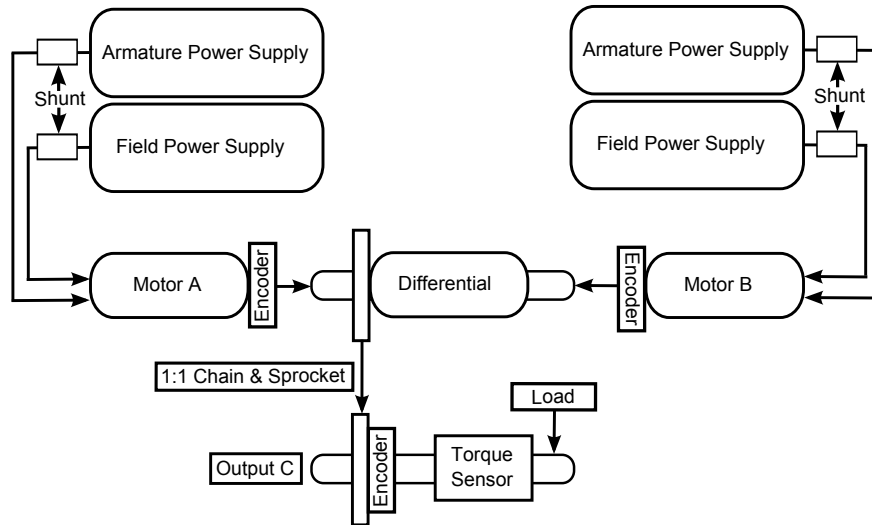 Armature Power Supply
Armature Power Supply
Shunt
Shunt
Field Power Supply
Field Power Supply
Motor A
Encoder
Differential
Encoder
Motor B
1:1 Chain & Sprocket
Load
Output C
Encoder
Torque
Sensor